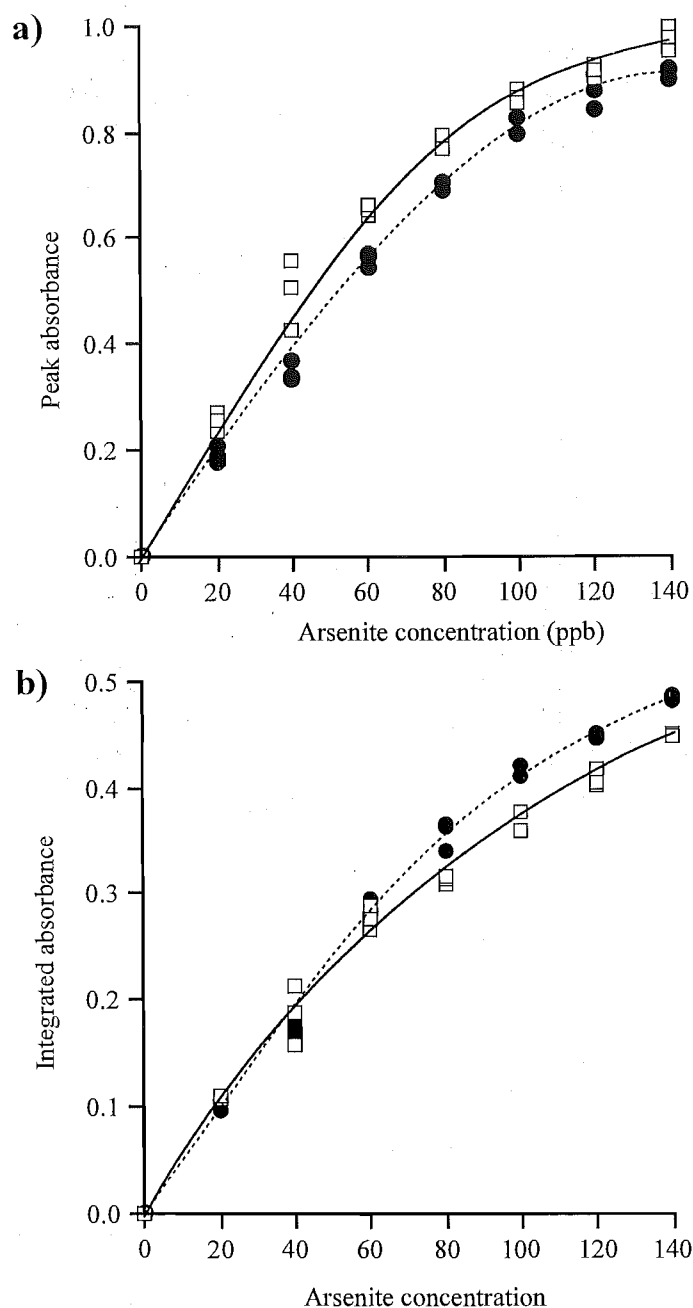 a)
1.0
0.8
0.6
0.4
0.2
0.0
Peak absorbance
0 20 40 60 80 100 120 140
Arsenite concentration (ppb)
b)
0.5
0.4
0.3
0.2
0.1
0.0
Integrated absorbance
0 20 40 60 80 100 120 140
Arsenite concentration